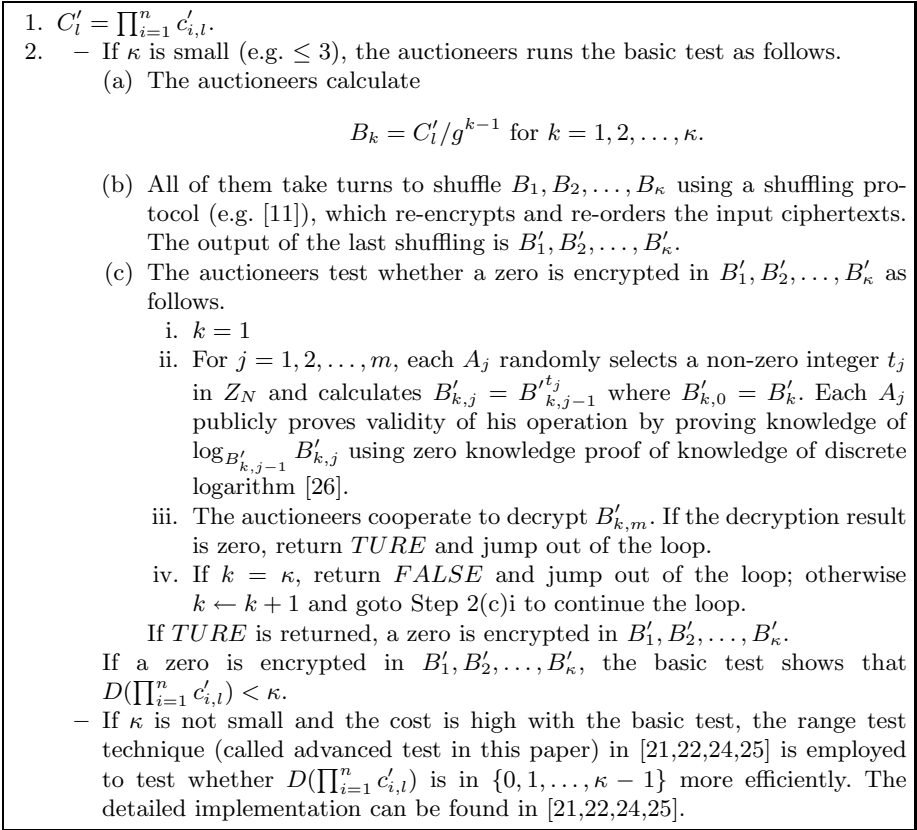 1. C′_l = ∏^n_{i=1} c′_{i,l}.
2. – If κ is small (e.g. ≤ 3), the auctioneers runs the basic test as follows.
(a) The auctioneers calculate
B_k = C′_l/g^{k−1} for k = 1, 2, . . . , κ.
(b) All of them take turns to shuffle B_1, B_2, . . . , B_κ using a shuffling pro-
tocol (e.g. [11]), which re-encrypts and re-orders the input ciphertexts.
The output of the last shuffling is B′_1, B′_2, . . . , B′_κ.
(c) The auctioneers test whether a zero is encrypted in B′_1, B′_2, . . . , B′_κ as
follows.
i. k = 1
ii. For j = 1, 2, . . . , m, each A_j randomly selects a non-zero integer t_j
in Z_N and calculates B′_{k,j} = B′^{t_j}_{k,j−1} where B′_{k,0} = B′_k. Each A_j
publicly proves validity of his operation by proving knowledge of
log_{B′_{k,j−1}} B′_{k,j} using zero knowledge proof of knowledge of discrete
logarithm [26].
iii. The auctioneers cooperate to decrypt B′_{k,m}. If the decryption result
is zero, return TURE and jump out of the loop.
iv. If k = κ, return FALSE and jump out of the loop; otherwise
k ← k + 1 and goto Step 2(c)i to continue the loop.
If TURE is returned, a zero is encrypted in B′_1, B′_2, . . . , B′_κ.
If a zero is encrypted in B′_1, B′_2, . . . , B′_κ, the basic test shows that
D(∏^n_{i=1} c′_{i,l}) < κ.
– If κ is not small and the cost is high with the basic test, the range test
technique (called advanced test in this paper) in [21,22,24,25] is employed
to test whether D(∏^n_{i=1} c′_{i,l}) is in {0, 1, . . . , κ − 1} more efficiently. The
detailed implementation can be found in [21,22,24,25].